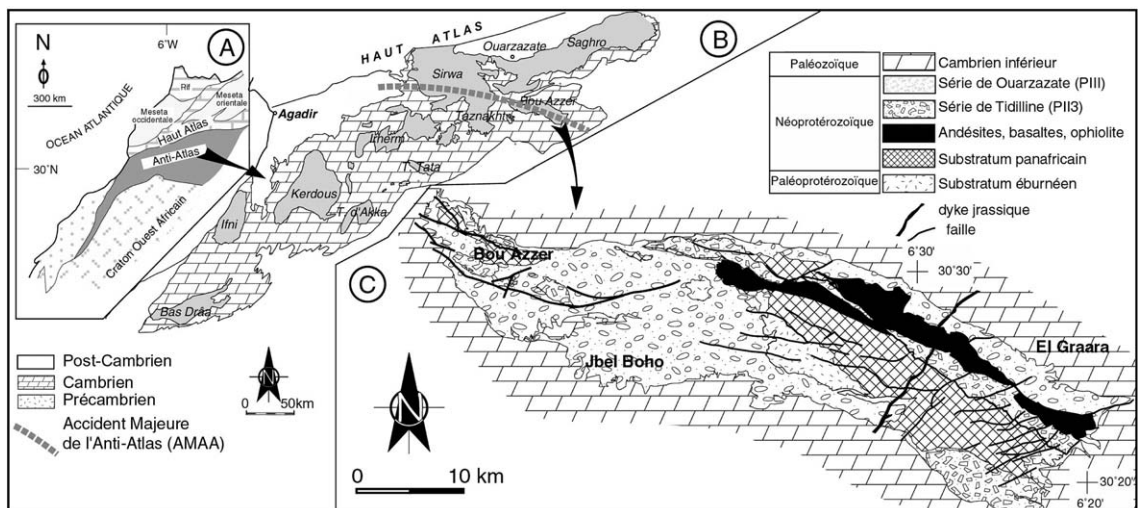 N
6°W
A
300 km
OCEAN ATLANTIQUE
Rif
Meseta
orientale
Meseta
occidentale
Haut Atlas
Anti-Atlas
30°N
Craton Ouest Africain
HAUT ATLAS
Ouarzazate
Saghro
B
Sirwa
Agadir
Bou Azzer
Taznakht
Irherm
T. Tata
Kerdous
T. d'Akka
Ifni
Bas Drâa
Post-Cambrien
Cambrien
Précambrien
Accident Majeure
de l'Anti-Atlas (AMAA)
N
0 50km
Paléozoïque
Néoprotérozoïque
Paléoprotérozoïque
Cambrien inférieur
Série de Ouarzazate (PIII)
Série de Tidilline (PII3)
Andésites, basaltes, ophiolite
Substratum panafricain
Substratum éburnéen
dyke jrassique
faille
6°30'
30°30'
C
Bou Azzer
Jbel Boho
El Graara
N
0 10 km
30°20'
6°20'